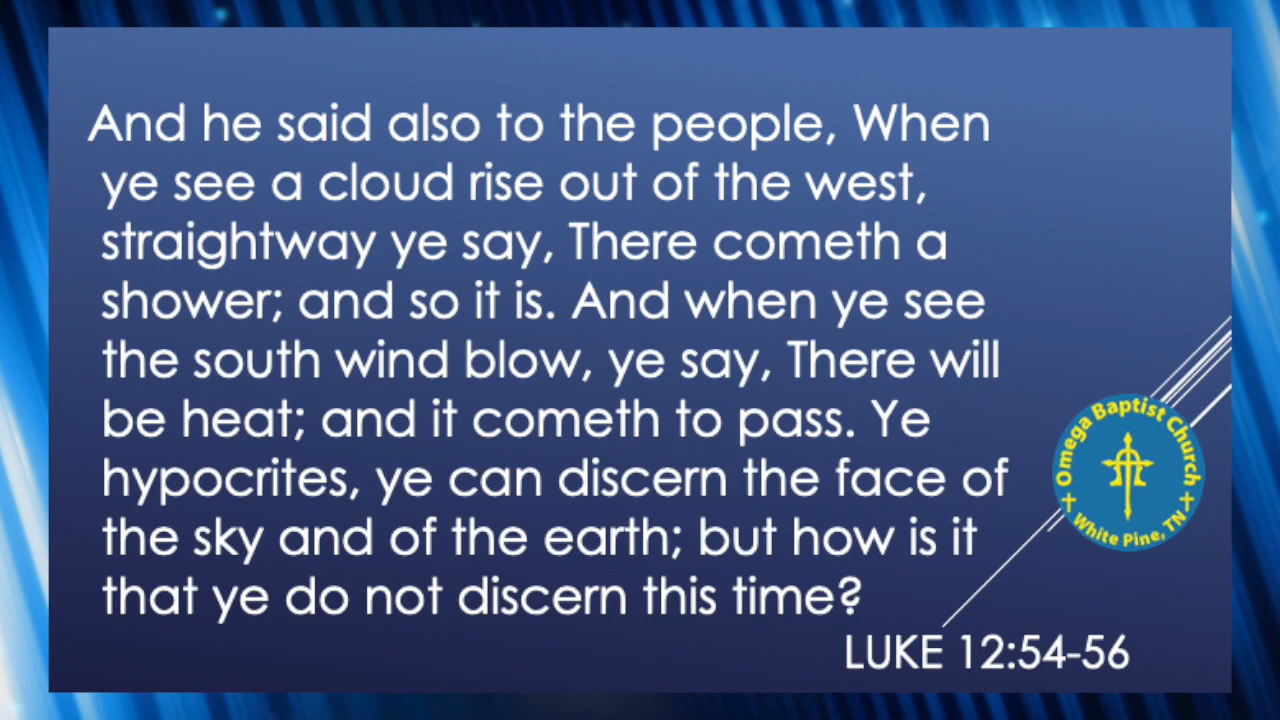 And he said also to the people, When
ye see a cloud rise out of the west,
straightway ye say, There cometh a
shower; and so it is. And when ye see
the south wind blow, ye say, There will
be heat; and it cometh to pass. Ye
hypocrites, ye can discern the face of
the sky and of the earth; but how is it
that ye do not discern this time?
LUKE 12:54-56
Omega Baptist Church
White Pine, TN